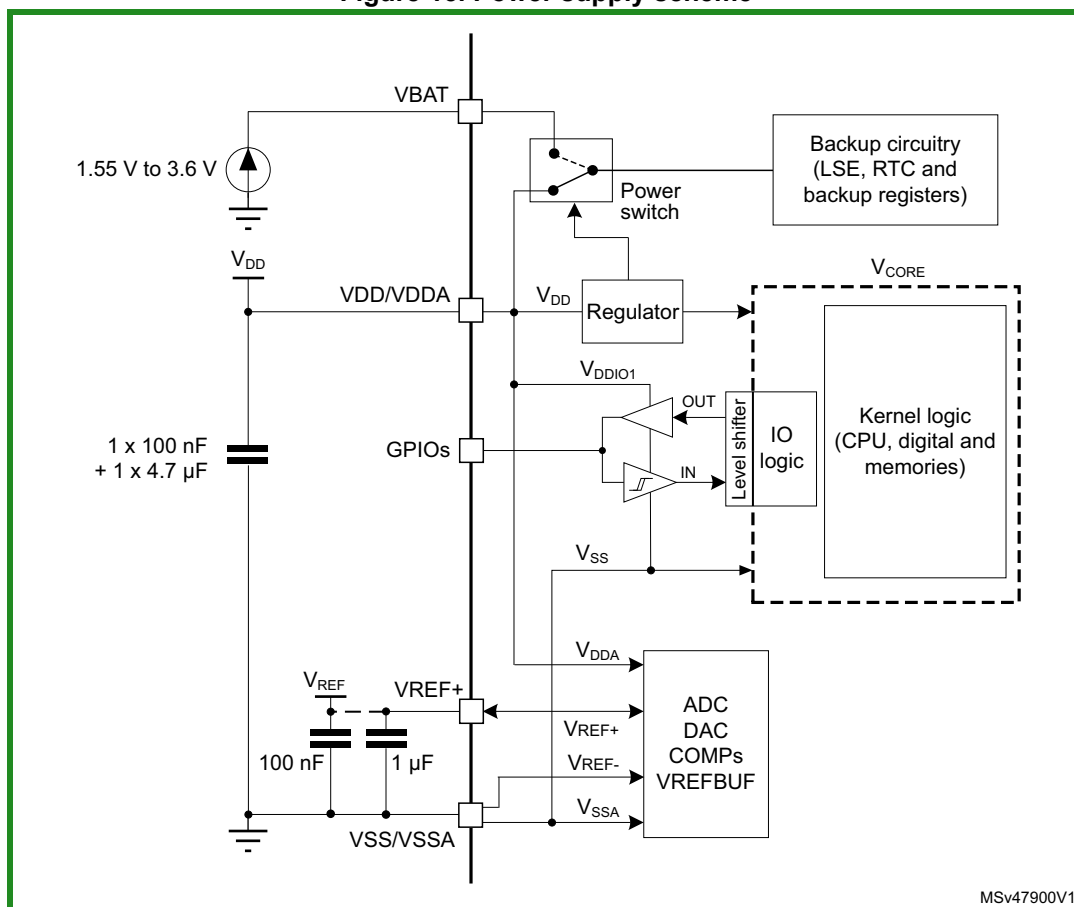 VBAT
1.55 V to 3.6 V
Power
switch
Backup circuitry
(LSE, RTC and
backup registers)
VDD
VDD/VDDA
VDD
Regulator
VCORE
VDDIO1
OUT
GPIOs
IN
Level shifter
IO
logic
Kernel logic
(CPU, digital and
memories)
1 x 100 nF
+ 1 x 4.7 µF
VSS
VDDA
VREF
VREF+
VREF+
ADC
DAC
COMPs
VREFBUF
100 nF
1 µF
VREF-
VSSA
VSS/VSSA
MSv47900V1